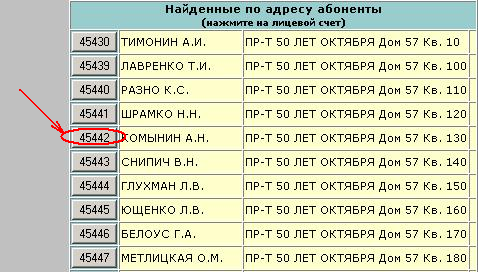 Найденные по адресу абоненты
(нажмите на лицевой счет)
45430 ТИМОНИН А.И. ПР-Т 50 ЛЕТ ОКТЯБРЯ Дом 57 Кв. 10
45439 ЛАВРЕНКО Т.И. ПР-Т 50 ЛЕТ ОКТЯБРЯ Дом 57 Кв. 100
45440 РАЗНО К.С. ПР-Т 50 ЛЕТ ОКТЯБРЯ Дом 57 Кв. 110
45441 ШРАМКО Н.Н. ПР-Т 50 ЛЕТ ОКТЯБРЯ Дом 57 Кв. 120
45442 ХОМЫНИН А.Н. ПР-Т 50 ЛЕТ ОКТЯБРЯ Дом 57 Кв. 130
45443 СНИПИЧ В.Н. ПР-Т 50 ЛЕТ ОКТЯБРЯ Дом 57 Кв. 140
45444 ГЛУХМАН Л.В. ПР-Т 50 ЛЕТ ОКТЯБРЯ Дом 57 Кв. 150
45445 ЮЩЕНКО Л.В. ПР-Т 50 ЛЕТ ОКТЯБРЯ Дом 57 Кв. 160
45446 БЕЛОУС Г.А. ПР-Т 50 ЛЕТ ОКТЯБРЯ Дом 57 Кв. 170
45447 МЕТЛИЦКАЯ О.М. ПР-Т 50 ЛЕТ ОКТЯБРЯ Дом 57 Кв. 180